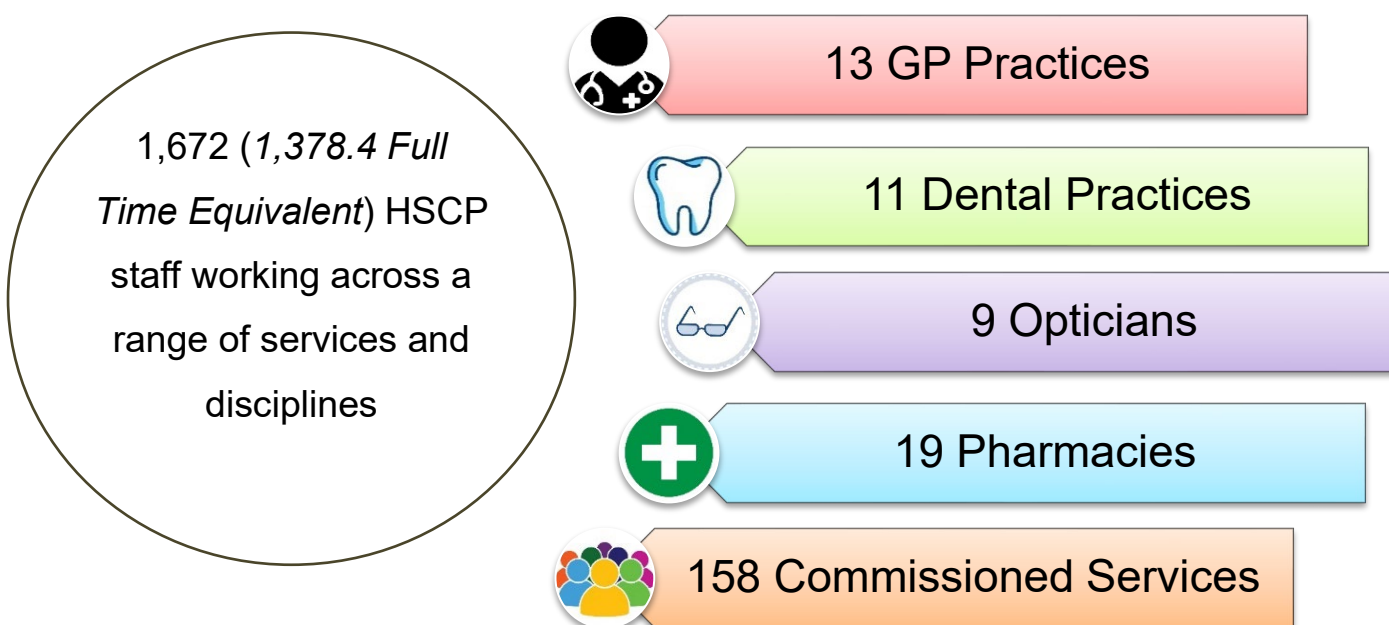 1,672 (1,378.4 Full
Time Equivalent) HSCP
staff working across a
range of services and
disciplines
13 GP Practices
11 Dental Practices
9 Opticians
19 Pharmacies
158 Commissioned Services